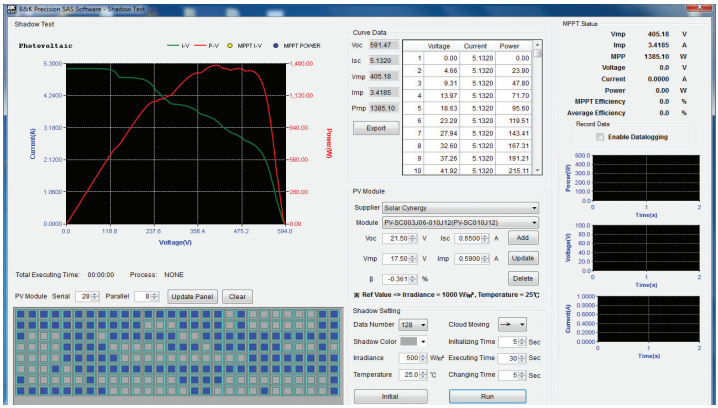 B&K Precision SAS Software - Shadow Test
Shadow Test
Photovoltaic
I-V P-V MPPT I-V MPPT POWER
5.3000
4.2400
3.1800
2.1200
1.0600
0.0000
Current(A)
1,400.00
1,120.00
840.00
560.00
280.00
0.00
Power(W)
0.0 118.8 237.6 356.4 475.2 594.0
Voltage(V)
Total Executing Time: 00:00:00 Process: NONE
PV Module Serial 28 Parallel 8 Update Panel Clear
Curve Data
Voc 591.47
Isc 5.1320
Vmp 405.18
Imp 3.4185
Pmp 1385.10
Export
Voltage Current Power
1 0.00 5.1320 0.00
2 4.66 5.1320 23.90
3 9.31 5.1320 47.80
4 13.97 5.1320 71.70
5 18.63 5.1320 95.60
6 23.29 5.1320 119.51
7 27.94 5.1320 143.41
8 32.60 5.1320 167.31
9 37.26 5.1320 191.21
10 41.92 5.1320 215.11
PV Module
Supplier Solar Cynergy
Module PV-SC003J06-010J12(PV-SC010J12)
Voc 21.50 V Isc 0.6500 A Add
Vmp 17.50 V Imp 0.5800 A Update
β -0.361 % Delete
※ Ref Value => Irradiance = 1000 W/m², Temperature = 25℃
Shadow Setting
Data Number 128 Cloud Moving ->
Shadow Color Initializing Time 5 Sec
Irradiance 500 W/m² Executing Time 30 Sec
Temperature 25.0 ℃ Changing Time 5 Sec
Initial Run
MPPT Status
Vmp 405.18 V
Imp 3.4185 A
MPP 1385.10 W
Voltage 0.0 V
Current 0.0000 A
Power 0.00 W
MPPT Efficiency 0.0 %
Average Efficiency 0.0 %
Record Data
Enable Datalogging
500.0
400.0
300.0
200.0
100.0
0.0
Power(W)
0 1 2
Time(s)
100.0
80.0
60.0
40.0
20.0
0.0
Voltage(V)
0 1 2
Time(s)
1.0000
0.8000
0.6000
0.4000
0.2000
0.0000
Current(A)
0 1 2
Time(s)